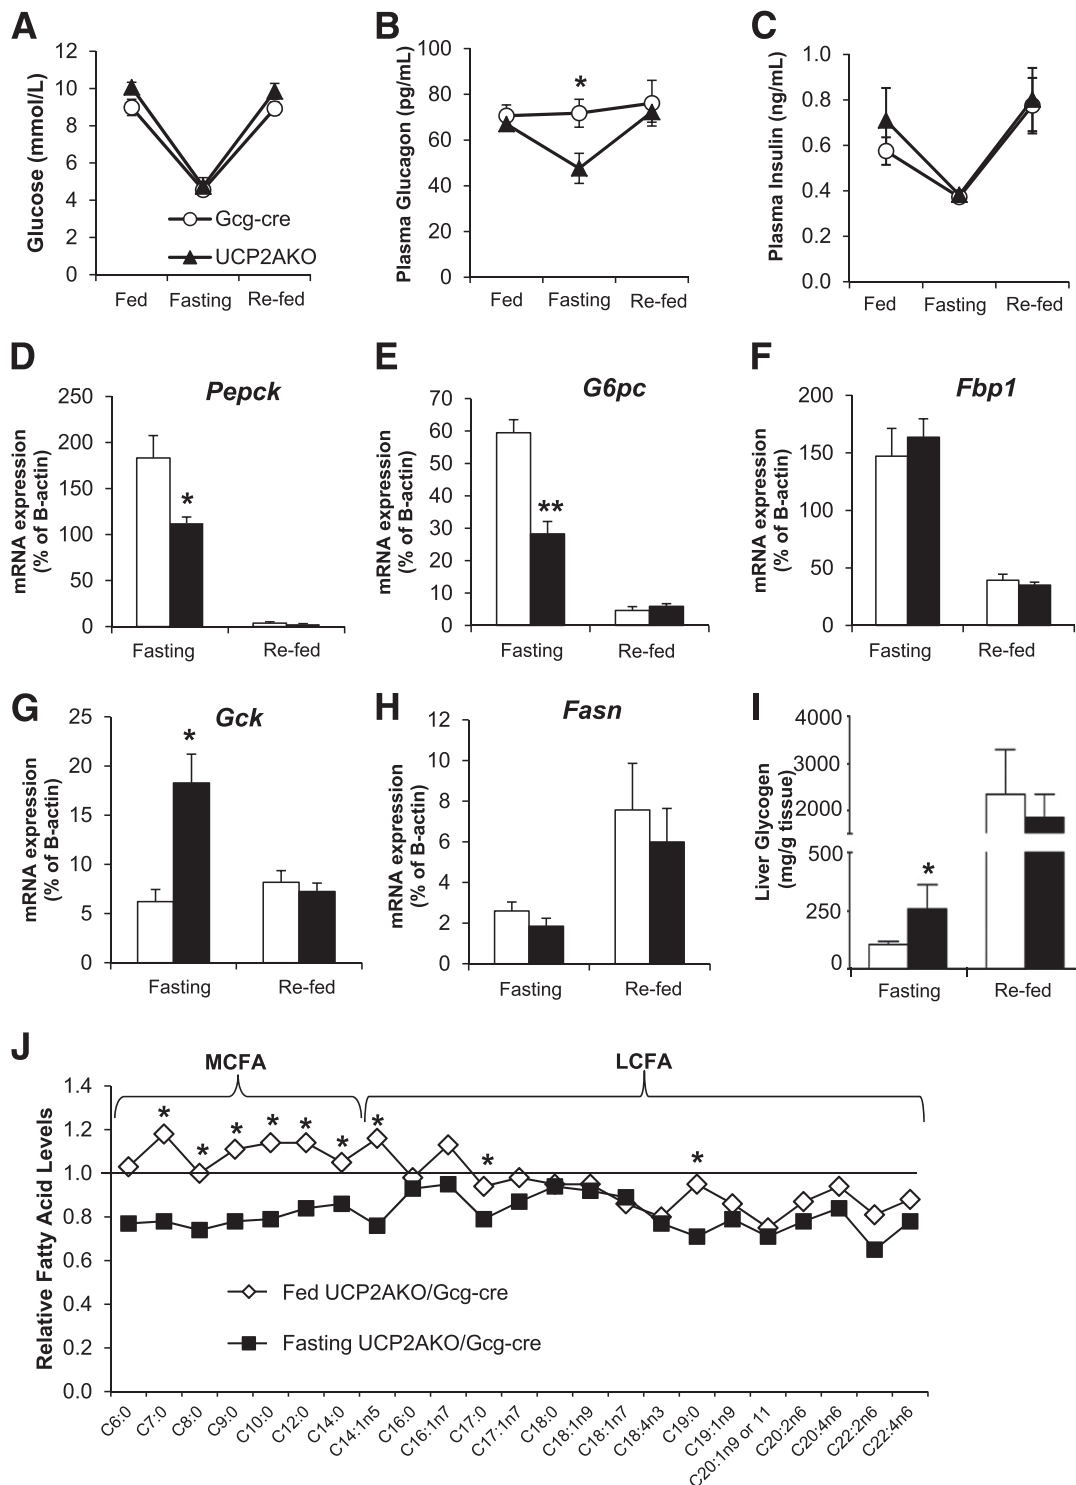 A
Glucose (mmol/L)
12
10
8
6
4
2
0
Gcg-cre
UCP2AKO
Fed Fasting Re-fed
B
Plasma Glucagon (pg/mL)
100
80
60
40
20
0
*
Fed Fasting Re-fed
C
Plasma Insulin (ng/mL)
1.0
0.8
0.6
0.4
0.2
0.0
Fed Fasting Re-fed
D
Pepck
mRNA expression
(% of B-actin)
250
200
150
100
50
0
*
Fasting Re-fed
E
G6pc
mRNA expression
(% of B-actin)
70
60
50
40
30
20
10
0
**
Fasting Re-fed
F
Fbp1
mRNA expression
(% of B-actin)
200
150
100
50
0
Fasting Re-fed
G
Gck
mRNA expression
(% of B-actin)
25
20
15
10
5
0
*
Fasting Re-fed
H
Fasn
mRNA expression
(% of B-actin)
12
10
8
6
4
2
0
Fasting Re-fed
I
Liver Glycogen
(mg/g tissue)
4000
3000
2000
500
250
0
*
Fasting Re-fed
J
MCFA
LCFA
Relative Fatty Acid Levels
1.4
1.2
1.0
0.8
0.6
0.4
0.2
0.0
* * * * * * * * *
Fed UCP2AKO/Gcg-cre
Fasting UCP2AKO/Gcg-cre
C6:0
C7:0
C8:0
C9:0
C10:0
C12:0
C14:0
C14:1n5
C16:0
C16:1n7
C17:0
C17:1n7
C18:0
C18:1n9
C18:1n7
C18:4n3
C19:0
C19:1n9
C20:1n9 or 11
C20:2n6
C20:4n6
C22:2n6
C22:4n6